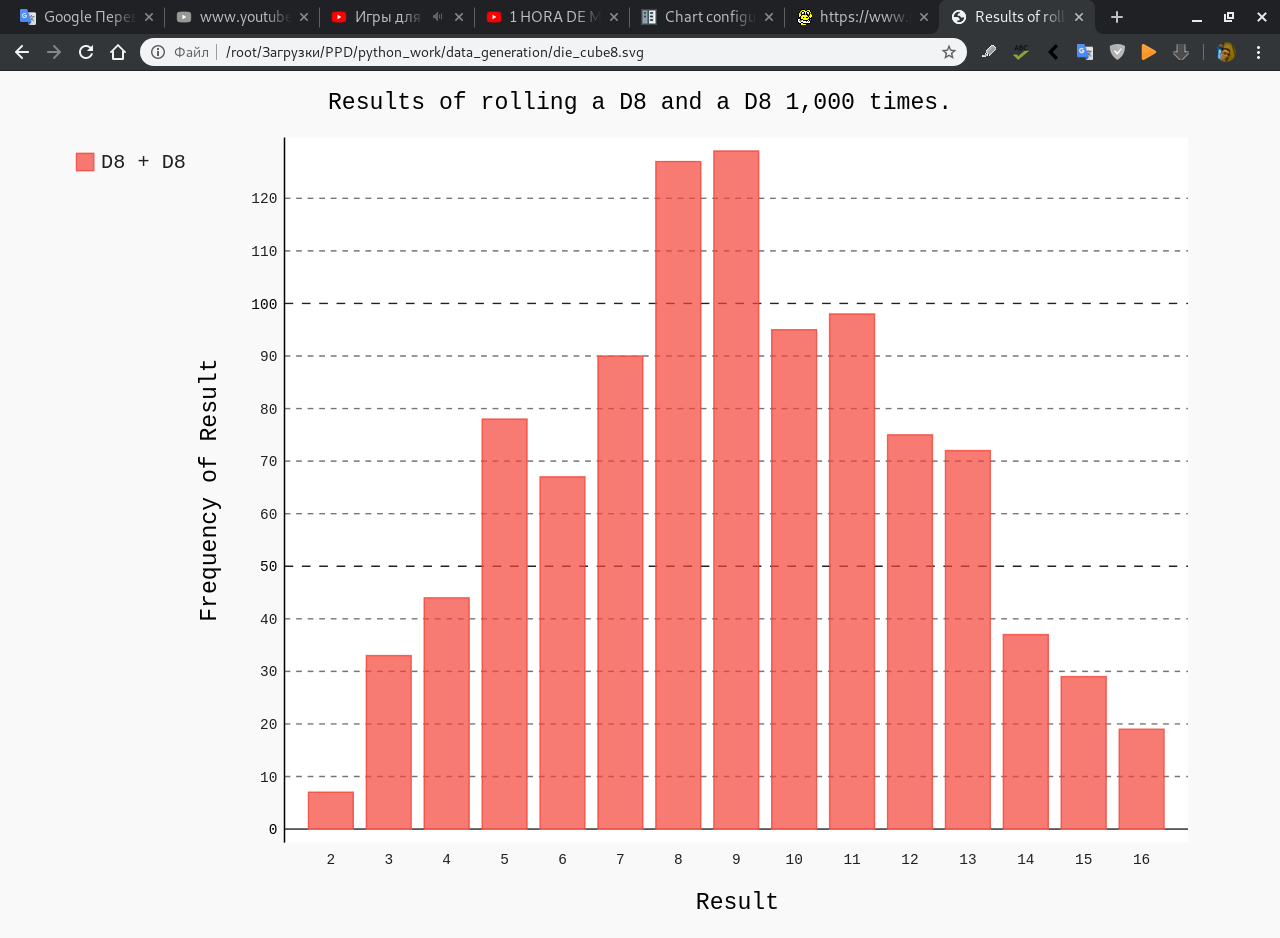 Google Пере
www.youtube
Игры для
1 HORA DE M
Chart configu
https://www.
Results of roll
Файл
/root/Загрузки/PPD/python_work/data_generation/die_cube8.svg
ABC
Results of rolling a D8 and a D8 1,000 times.
D8 + D8
120
110
100
90
80
70
60
50
40
30
20
10
0
Frequency of Result
2 3 4 5 6 7 8 9 10 11 12 13 14 15 16
Result